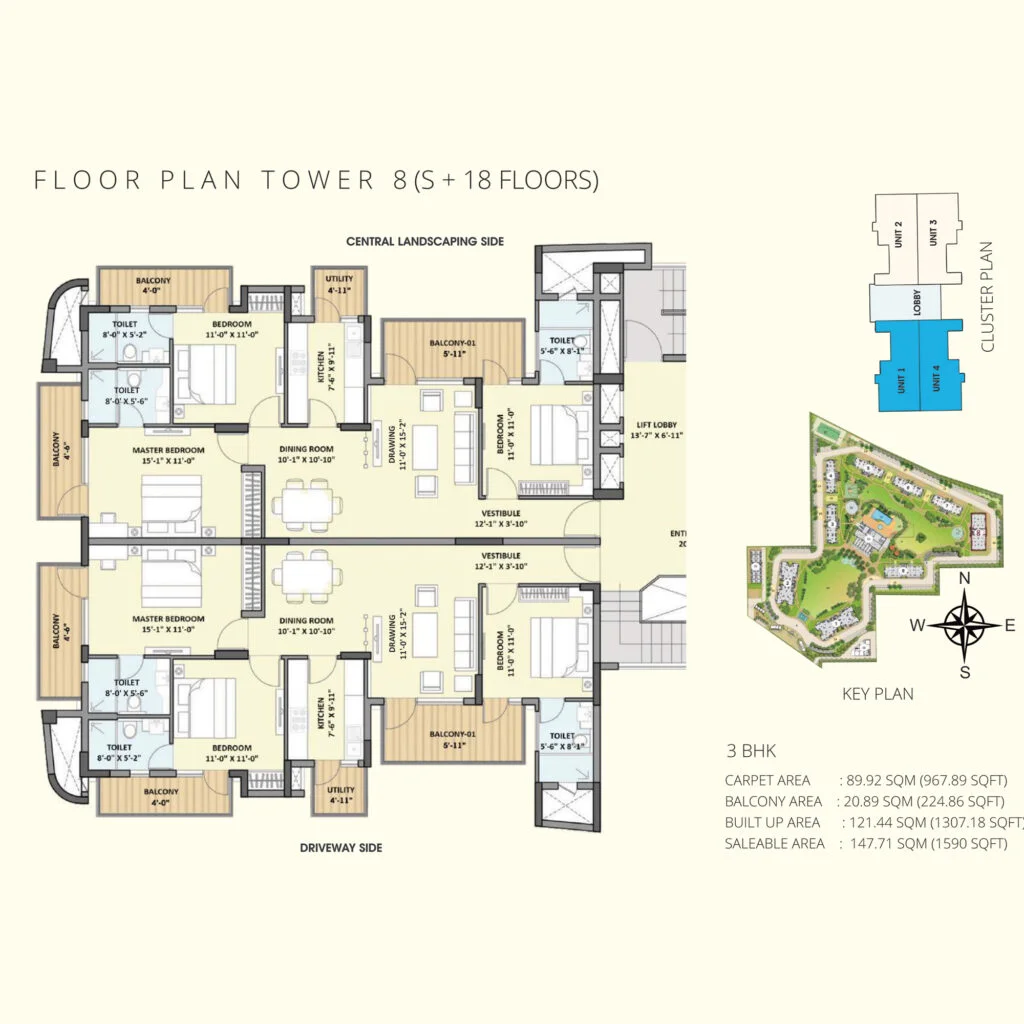 FLOOR PLAN TOWER 8 (S + 18 FLOORS)
CENTRAL LANDSCAPING SIDE
BALCONY
4'-0"
UTILITY
4'-11"
TOILET
8'-0" X 5'-2"
BEDROOM
11'-0" X 11'-0"
KITCHEN
7'-6" X 9'-11"
BALCONY-01
5'-11"
TOILET
5'-6" X 8'-1"
TOILET
8'-0' X 5'-6"
BALCONY
4'-6"
MASTER BEDROOM
15'-1" X 11'-0"
DINING ROOM
10'-1" X 10'-10"
DRAWING
11'-0' X 15'-2"
BEDROOM
11'-0" X 11'-0"
LIFT LOBBY
13'-7" X 6'-11"
VESTIBULE
12'-1" X 3'-10"
ENT
20
VESTIBULE
12'-1" X 3'-10"
BALCONY
4'-6"
MASTER BEDROOM
15'-1" X 11'-0"
DINING ROOM
10'-1" X 10'-10"
DRAWING
11'-0' X 15'-2"
BEDROOM
11'-0" X 11'-0"
TOILET
8'-0' X 5'-6"
KITCHEN
7'-6" X 9'-11"
TOILET
8'-0" X 5'-2"
BEDROOM
11'-0" X 11'-0"
BALCONY-01
5'-11"
TOILET
5'-6" X 8'-1"
BALCONY
4'-0"
UTILITY
4'-11"
DRIVEWAY SIDE
UNIT 2
UNIT 3
LOBBY
UNIT 1
UNIT 4
CLUSTER PLAN
N
W
E
S
KEY PLAN
3 BHK
CARPET AREA : 89.92 SQM (967.89 SQFT)
BALCONY AREA : 20.89 SQM (224.86 SQFT)
BUILT UP AREA : 121.44 SQM (1307.18 SQFT)
SALEABLE AREA : 147.71 SQM (1590 SQFT)